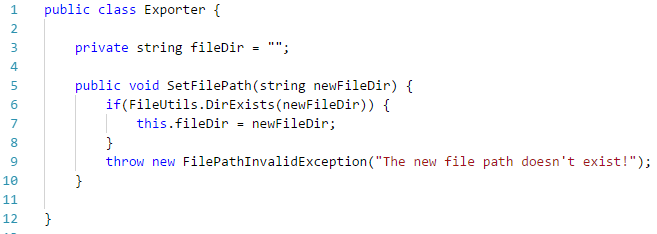 1 public class Exporter {
2
3 private string fileDir = "";
4
5 public void SetFilePath(string newFileDir) {
6 if(FileUtils.DirExists(newFileDir)) {
7 this.fileDir = newFileDir;
8 }
9 throw new FilePathInvalidException("The new file path doesn't exist!");
10 }
11
12 }